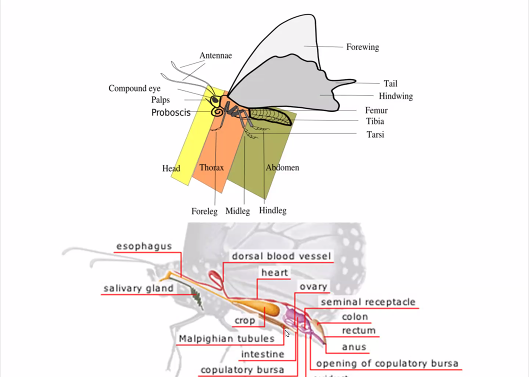 Antennae
Forewing
Compound eye
Tail
Palps
Hindwing
Proboscis
Femur
Tibia
Tarsi
Head
Thorax
Abdomen
Foreleg
Midleg
Hindleg
esophagus
dorsal blood vessel
heart
salivary gland
ovary
seminal receptacle
crop
colon
rectum
Malpighian tubules
anus
intestine
opening of copulatory bursa
copulatory bursa